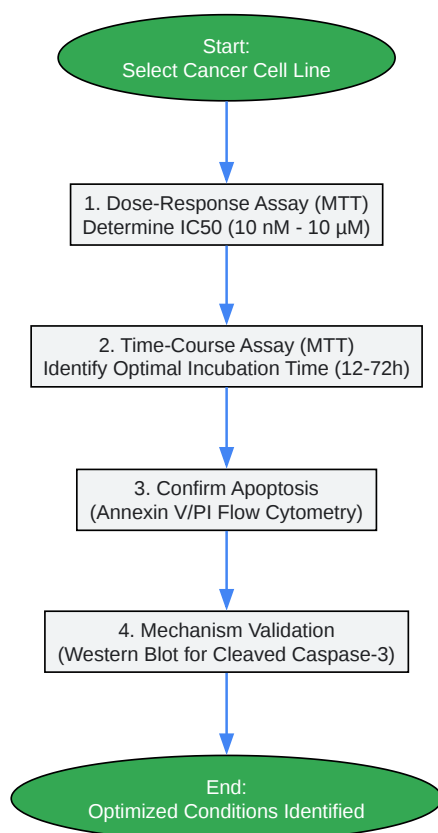 Start:
Select Cancer Cell Line
1. Dose-Response Assay (MTT)
Determine IC50 (10 nM - 10 µM)
2. Time-Course Assay (MTT)
Identify Optimal Incubation Time (12-72h)
3. Confirm Apoptosis
(Annexin V/PI Flow Cytometry)
4. Mechanism Validation
(Western Blot for Cleaved Caspase-3)
End:
Optimized Conditions Identified